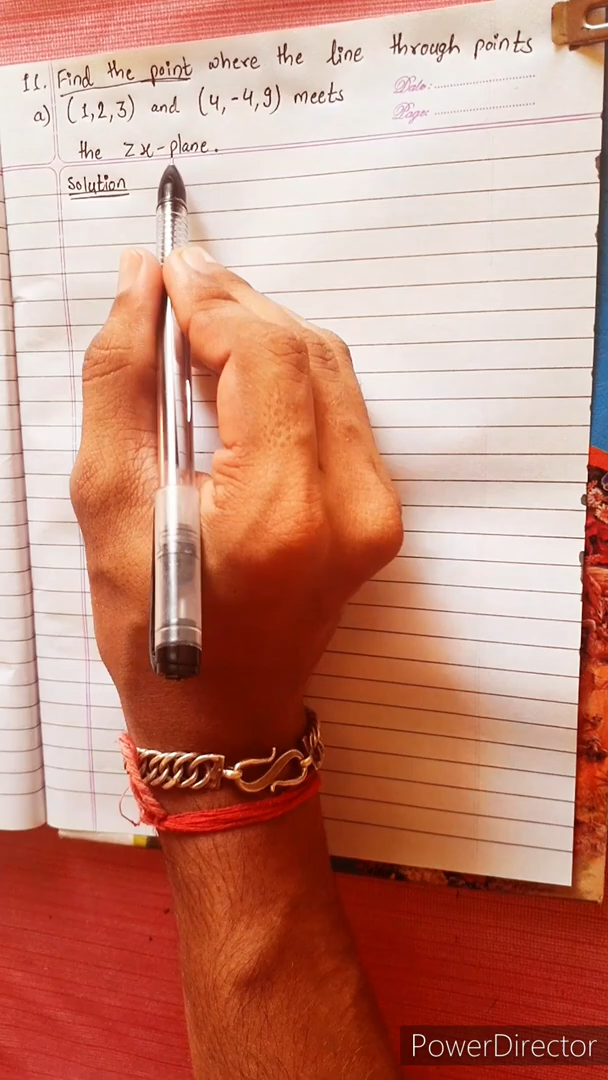 11. Find the point where the line through points
a) (1,2,3) and (4,-4,9) meets
Date:
Page:
the zx-plane.
Solution
PowerDirector